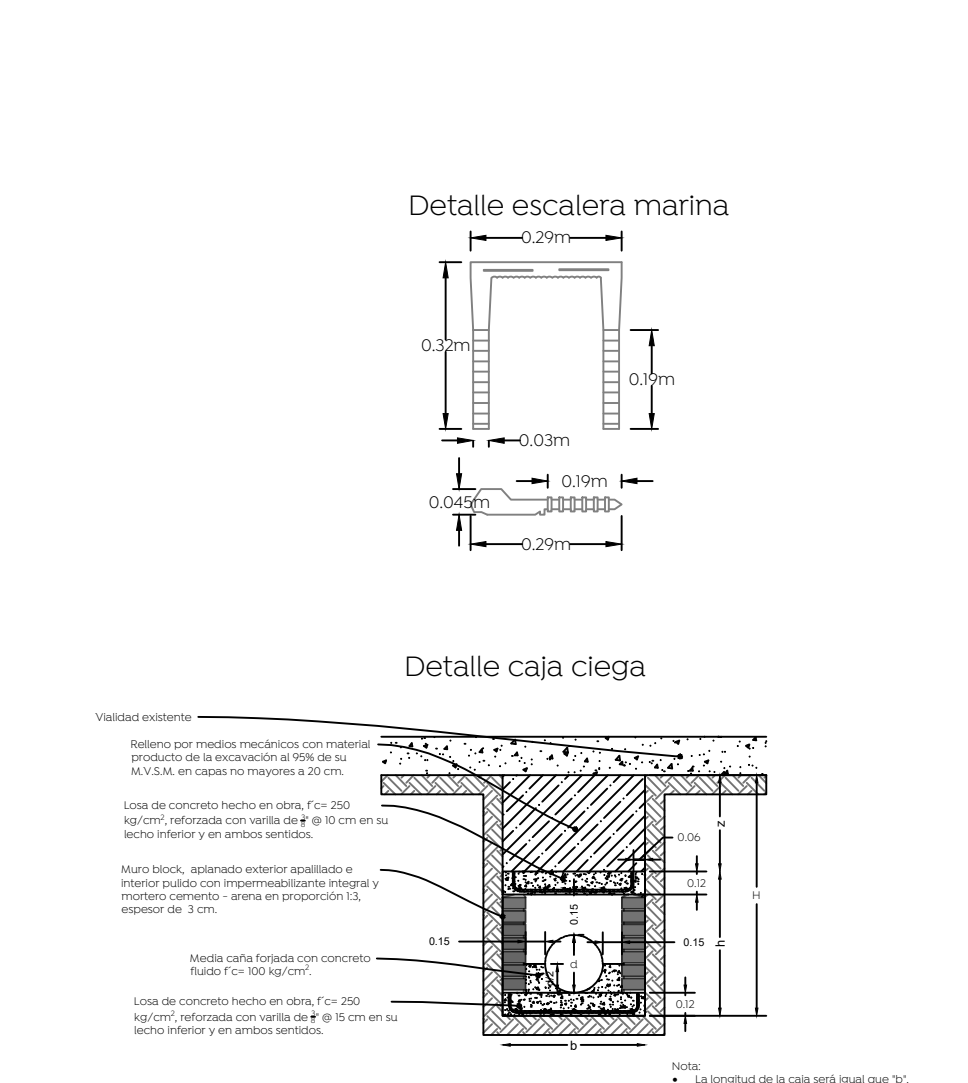 Detalle escalera marina
0.29m
0.32m
0.19m
0.03m
0.19m
0.045m
0.29m
Detalle caja ciega
Vialidad existente
Relleno por medios mecánicos con material
producto de la excavación al 95% de su
M.V.S.M. en capas no mayores a 20 cm.
Losa de concreto hecho en obra, f´c= 250
kg/cm², reforzada con varilla de 3/8" @ 10 cm en su
lecho inferior y en ambos sentidos.
Muro block, aplanado exterior apalillado e
interior pulido con impermeabilizante integral y
mortero cemento - arena en proporción 1:3,
espesor de 3 cm.
Media caña forjada con concreto
fluido f´c= 100 kg/cm².
Losa de concreto hecho en obra, f´c= 250
kg/cm², reforzada con varilla de 3/8" @ 15 cm en su
lecho inferior y en ambos sentidos.
z
0.06
0.12
H
0.15
0.15
0.15
h
d
0.12
b
Nota:
• La longitud de la caja será igual que "b".